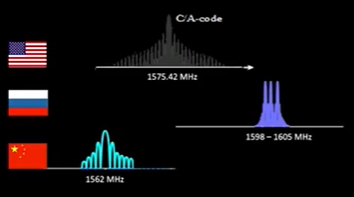 C/A-code
1575.42 MHz
1598 – 1605 MHz
1562 MHz